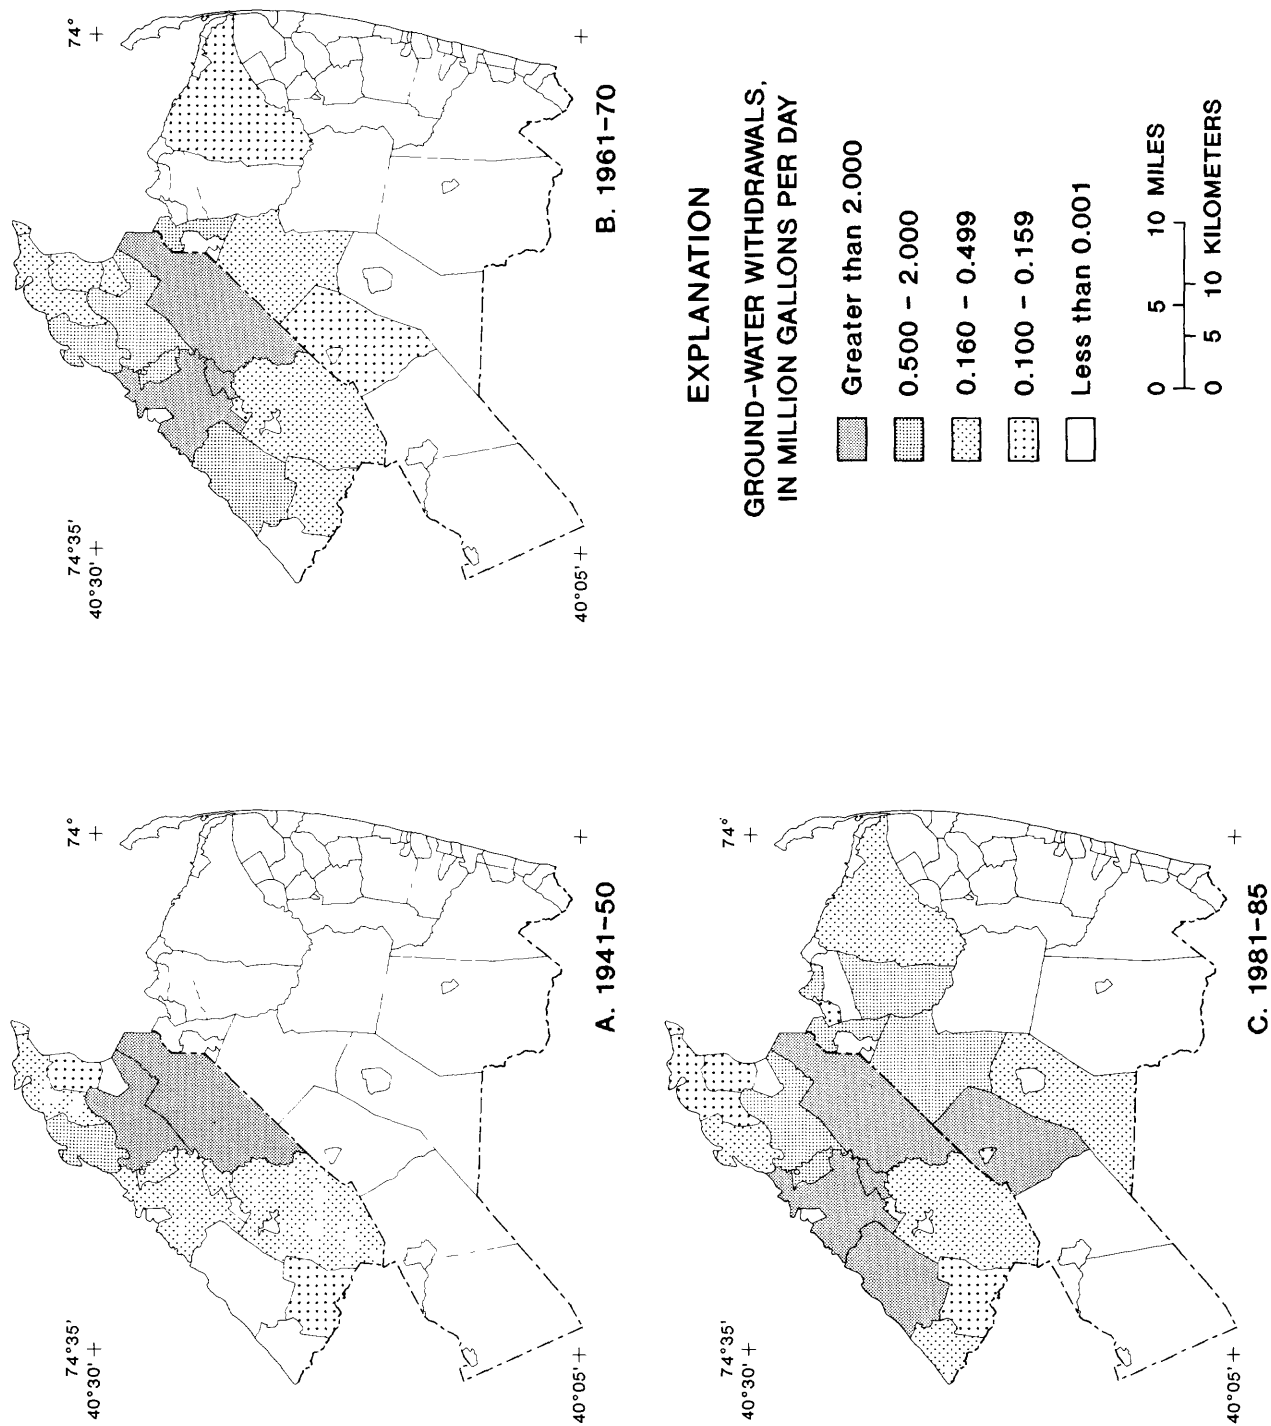 74°35'
40°30'
74°
40°05'
A. 1941-50
74°35'
40°30'
74°
40°05'
B. 1961-70
74°35'
40°30'
74°
40°05'
C. 1981-85
EXPLANATION
GROUND-WATER WITHDRAWALS,
IN MILLION GALLONS PER DAY
Greater than 2.000
0.500 - 2.000
0.160 - 0.499
0.100 - 0.159
Less than 0.001
0 5 10 MILES
0 5 10 KILOMETERS